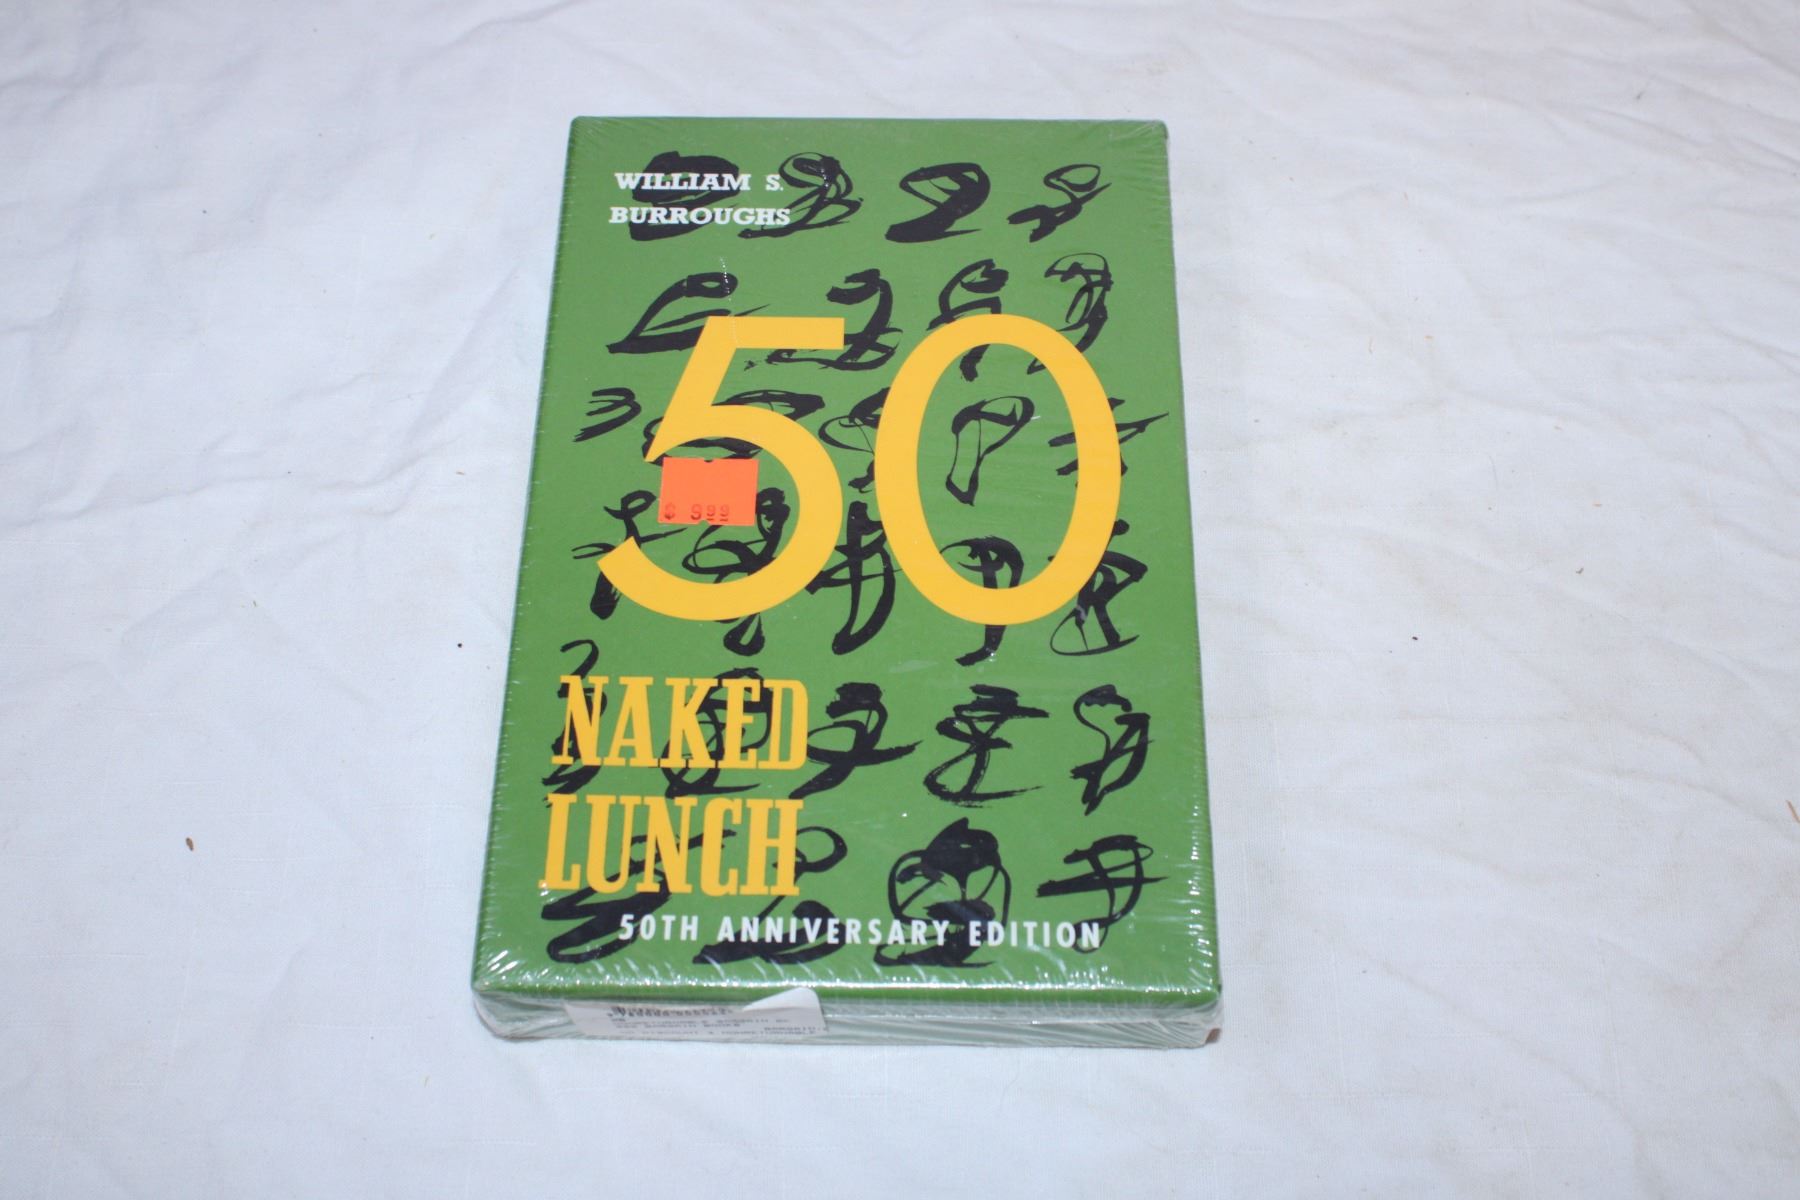 WILLIAM S.
BURROUGHS
50
$ 9.99
NAKED
LUNCH
50TH ANNIVERSARY EDITION